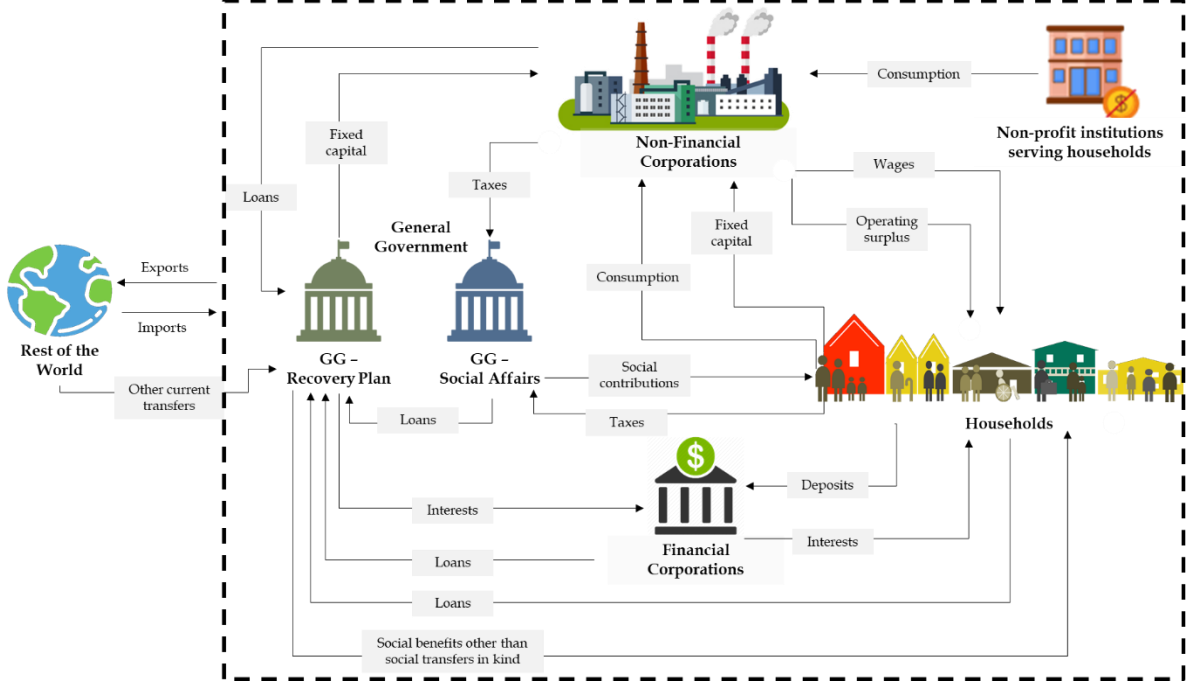 Consumption
Non-profit institutions
serving households
Fixed
capital
Non-Financial
Corporations
Wages
Taxes
Loans
General
Government
Fixed
capital
Operating
surplus
Exports
Consumption
Imports
Rest of the
World
GG –
Recovery Plan
GG –
Social Affairs
Social
contributions
Other current
transfers
Loans
Taxes
Households
$
Deposits
Interests
Interests
Financial
Corporations
Loans
Loans
Social benefits other than
social transfers in kind
$